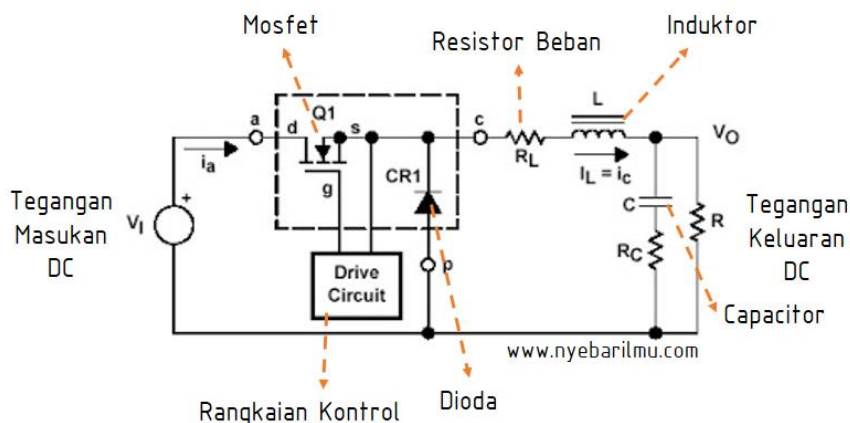 Mosfet
Resistor Beban
Induktor
Q1
a
d
s
c
L
V_O
i_a
g
R_L
CR1
I_L = i_c
Tegangan
Masukan
DC
V_I
+
C
R
Tegangan
Keluaran
DC
p
R_C
Drive
Circuit
Capacitor
www.nyebarilmu.com
Rangkaian Kontrol
Dioda